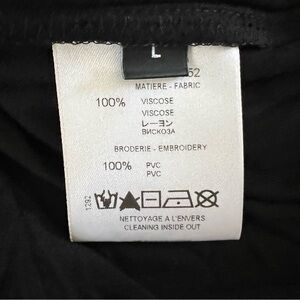 L
52
MATIERE - FABRIC
100% VISCOSE
VISCOSE
レーヨン
ВИСКОЗА
BRODERIE - EMBROIDERY
100% PVC
PVC
1292
NETTOYAGE A L'ENVERS
CLEANING INSIDE OUT